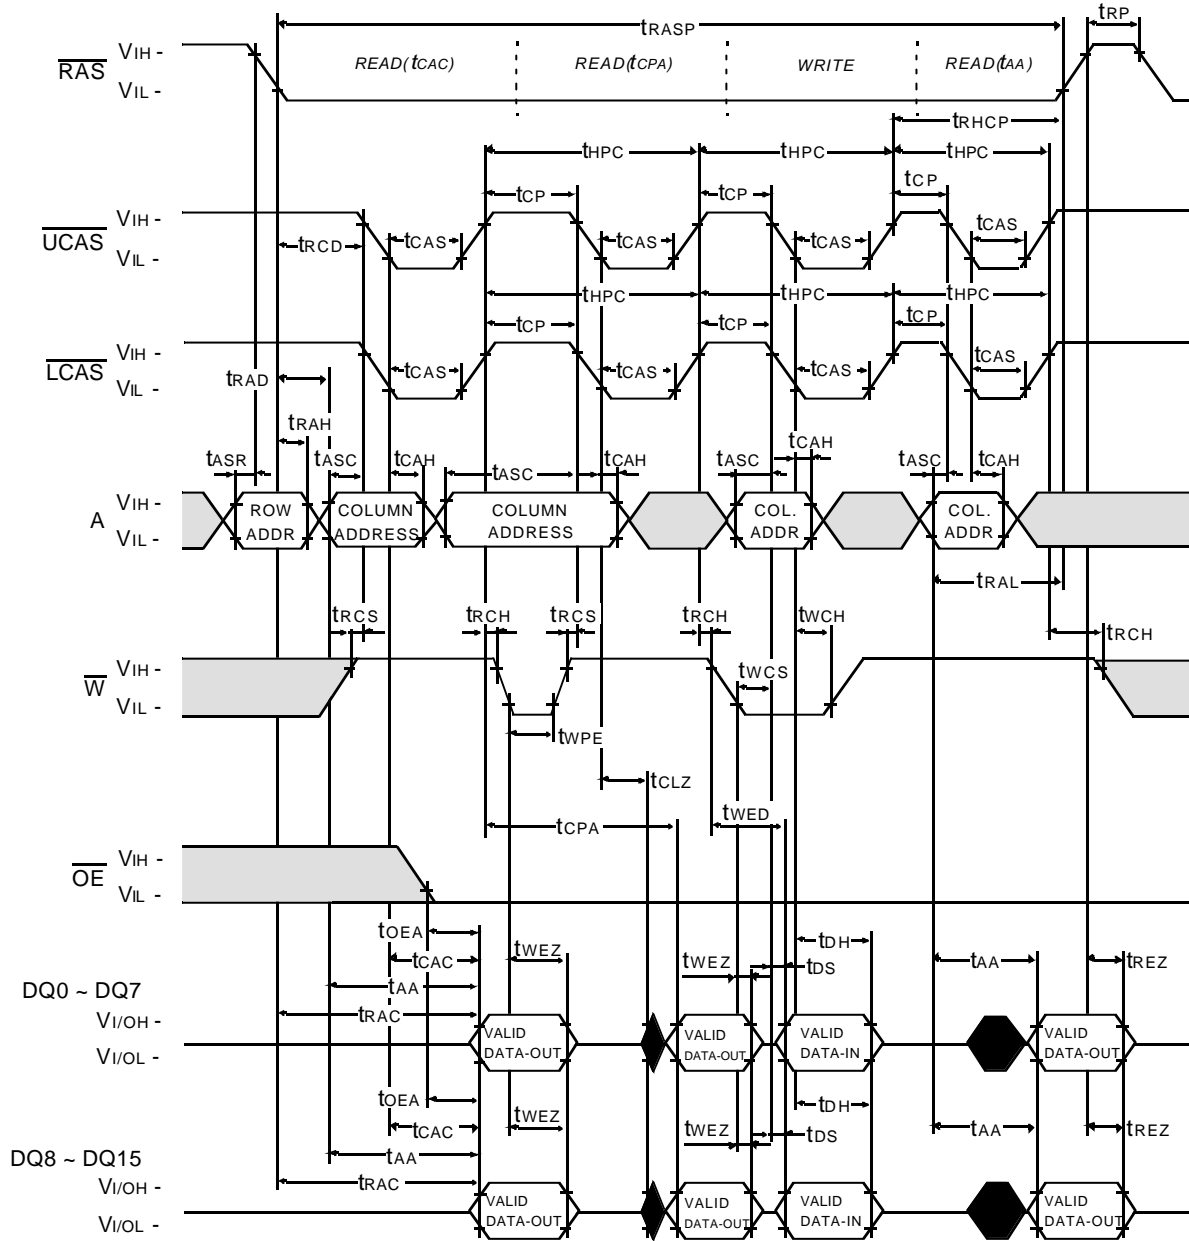 tRASP tRP
RAS VIH -
VIL -
READ(tCAC) READ(tCPA) WRITE READ(tAA)
tRHCP
tHPC tHPC tHPC
tCP tCP tCP
UCAS VIH -
VIL -
tRCD tCAS tCAS tCAS tCAS
tHPC tHPC tHPC
tCP tCP tCP
LCAS VIH -
VIL -
tRAD tCAS tCAS tCAS tCAS
tRAH
tASR tASC tCAH tASC tCAH tASC tCAH tASC tCAH
A VIH -
VIL -
ROW ADDR
COLUMN ADDRESS
COLUMN ADDRESS
COL. ADDR
COL. ADDR
tRAL
tRCS tRCH tRCS tRCH tWCH tRCH
W VIH -
VIL -
tWCS
tWPE
tCLZ
tCPA tWED
OE VIH -
VIL -
tOEA
tCAC tWEZ tWEZ tDH tDS tAA tREZ
tAA
tRAC
DQ0 ~ DQ7
VI/OH -
VI/OL -
VALID DATA-OUT
VALID DATA-OUT
VALID DATA-IN
VALID DATA-OUT
tOEA
tCAC tWEZ tWEZ tDH tDS tAA tREZ
tAA
tRAC
DQ8 ~ DQ15
VI/OH -
VI/OL -
VALID DATA-OUT
VALID DATA-OUT
VALID DATA-IN
VALID DATA-OUT